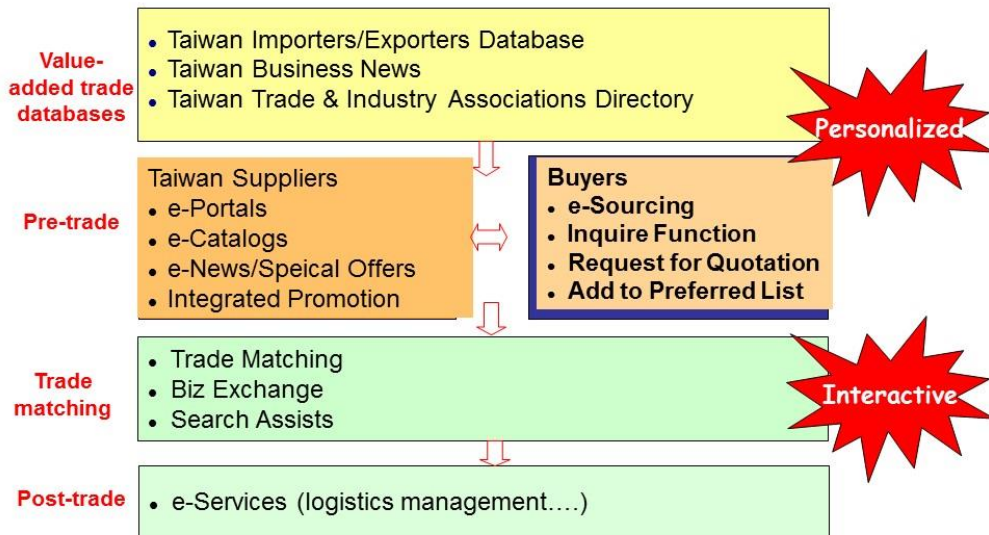 Value-
added trade
databases
• Taiwan Importers/Exporters Database
• Taiwan Business News
• Taiwan Trade & Industry Associations Directory
Personalized
Pre-trade
Taiwan Suppliers
• e-Portals
• e-Catalogs
• e-News/Speical Offers
• Integrated Promotion
Buyers
• e-Sourcing
• Inquire Function
• Request for Quotation
• Add to Preferred List
Trade
matching
• Trade Matching
• Biz Exchange
• Search Assists
Interactive
Post-trade
• e-Services (logistics management....)